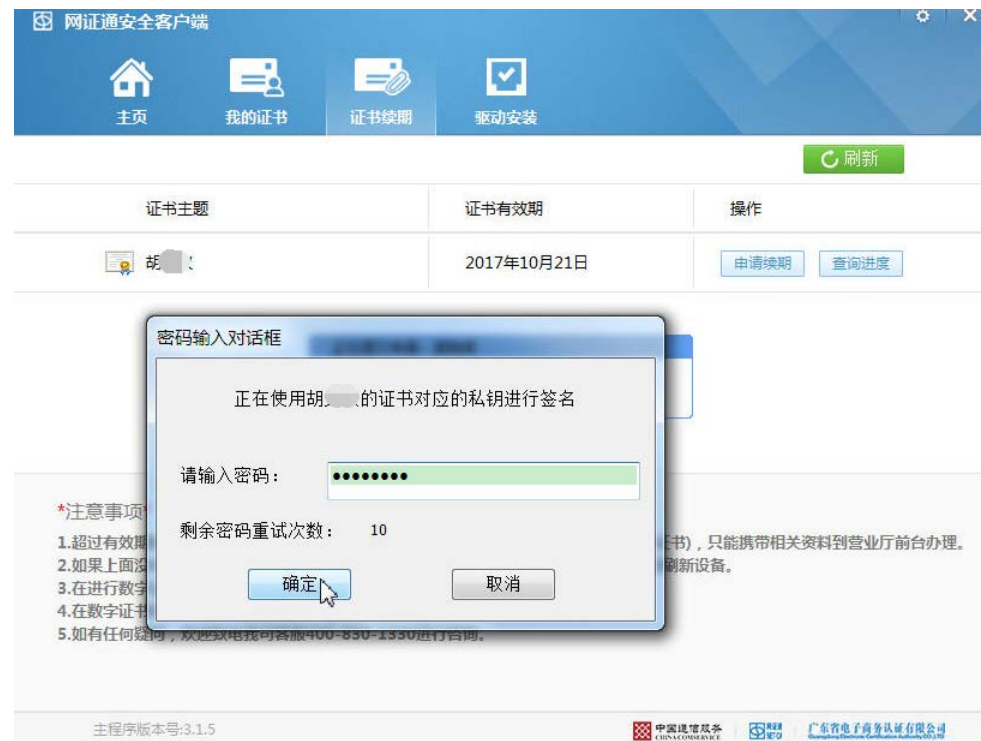 网证通安全客户端
主页
我的证书
证书续期
驱动安装
刷新
证书主题
证书有效期
操作
胡
2017年10月21日
申请续期
查询进度
密码输入对话框
正在使用胡 的证书对应的私钥进行签名
请输入密码：
剩余密码重试次数： 10
确定
取消
*注意事项
1.超过有效期 书)，只能携带相关资料到营业厅前台办理。
2.如果上面没 刷新设备。
3.在进行数字
4.在数字证书
5.如有任何疑问，欢迎致电我司客服400-830-1330进行咨询。
主程序版本号:3.1.5
中国通信服务
CHINA COMSERVICE
网证通
NETCA
广东省电子商务认证有限公司